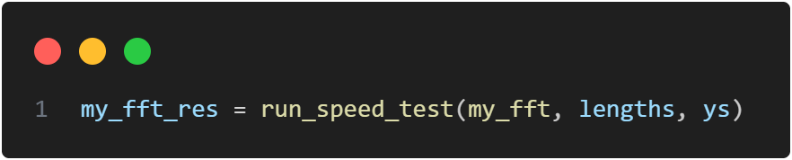 1 my_fft_res = run_speed_test(my_fft, lengths, ys)